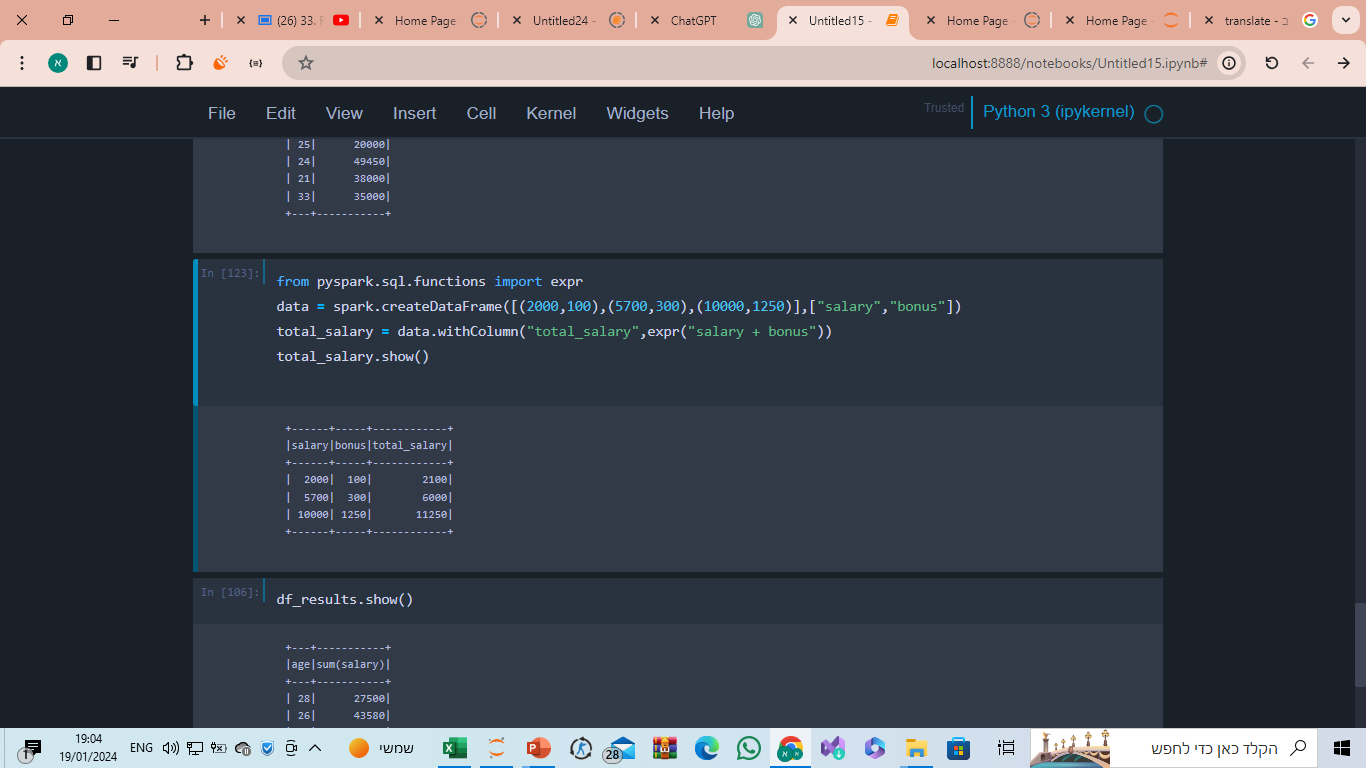 (26) 33. F
Home Page
Untitled24 -
ChatGPT
Untitled15 -
Home Page
Home Page
translate - כ
localhost:8888/notebooks/Untitled15.ipynb#
File Edit View Insert Cell Kernel Widgets Help
Trusted
Python 3 (ipykernel)
| 25|      20000|
| 24|      49450|
| 21|      38000|
| 33|      35000|
+---+-----------+
In [123]:
from pyspark.sql.functions import expr
data = spark.createDataFrame([(2000,100),(5700,300),(10000,1250)],["salary","bonus"])
total_salary = data.withColumn("total_salary",expr("salary + bonus"))
total_salary.show()
+------+-----+------------+
|salary|bonus|total_salary|
+------+-----+------------+
|  2000|  100|        2100|
|  5700|  300|        6000|
| 10000| 1250|       11250|
+------+-----+------------+
In [106]:
df_results.show()
+---+-----------+
|age|sum(salary)|
+---+-----------+
| 28|      27500|
| 26|      43580|
1
19:04
19/01/2024
ENG
שמשי
28
הקלד כאן כדי לחפש